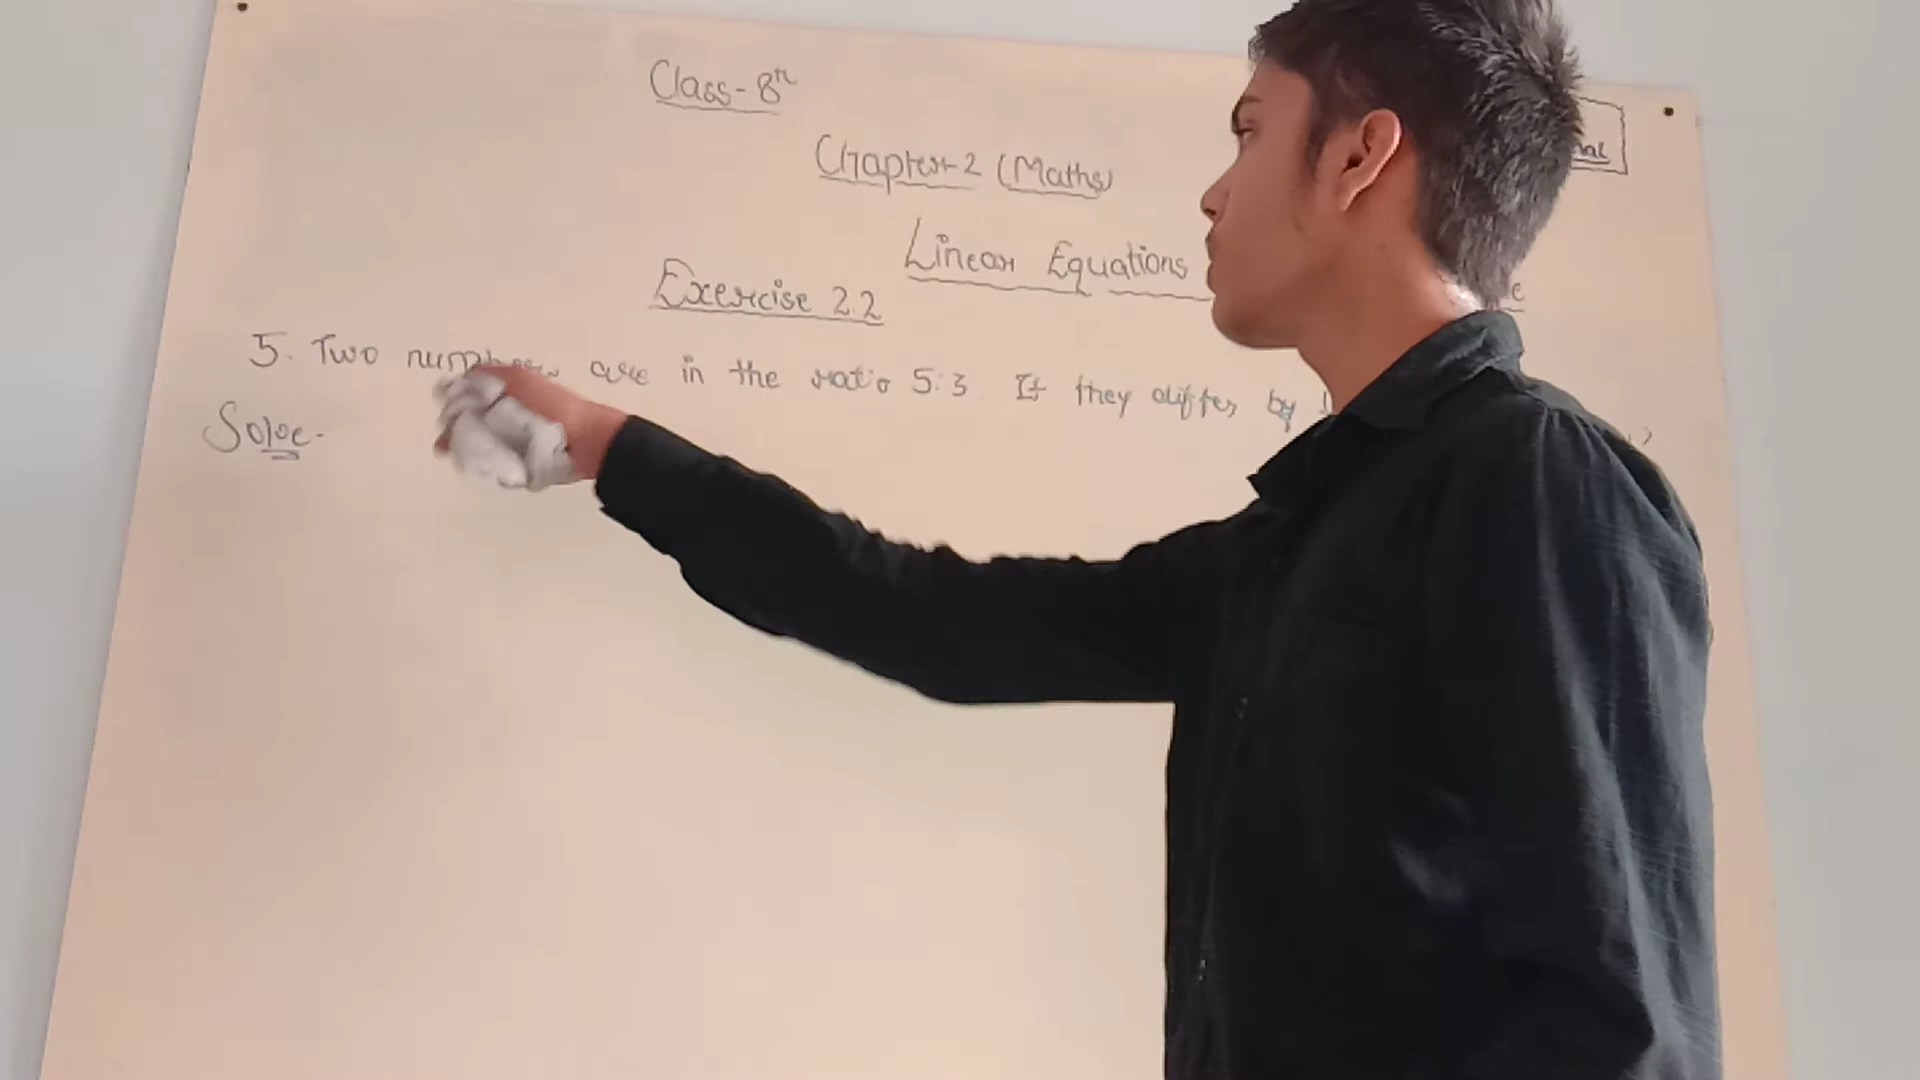 Class-8th
Chapter-2 (Maths)
Linear Equations
Exercise 2.2
5. Two numbers are in the ratio 5:3. If they differ by
Solve-